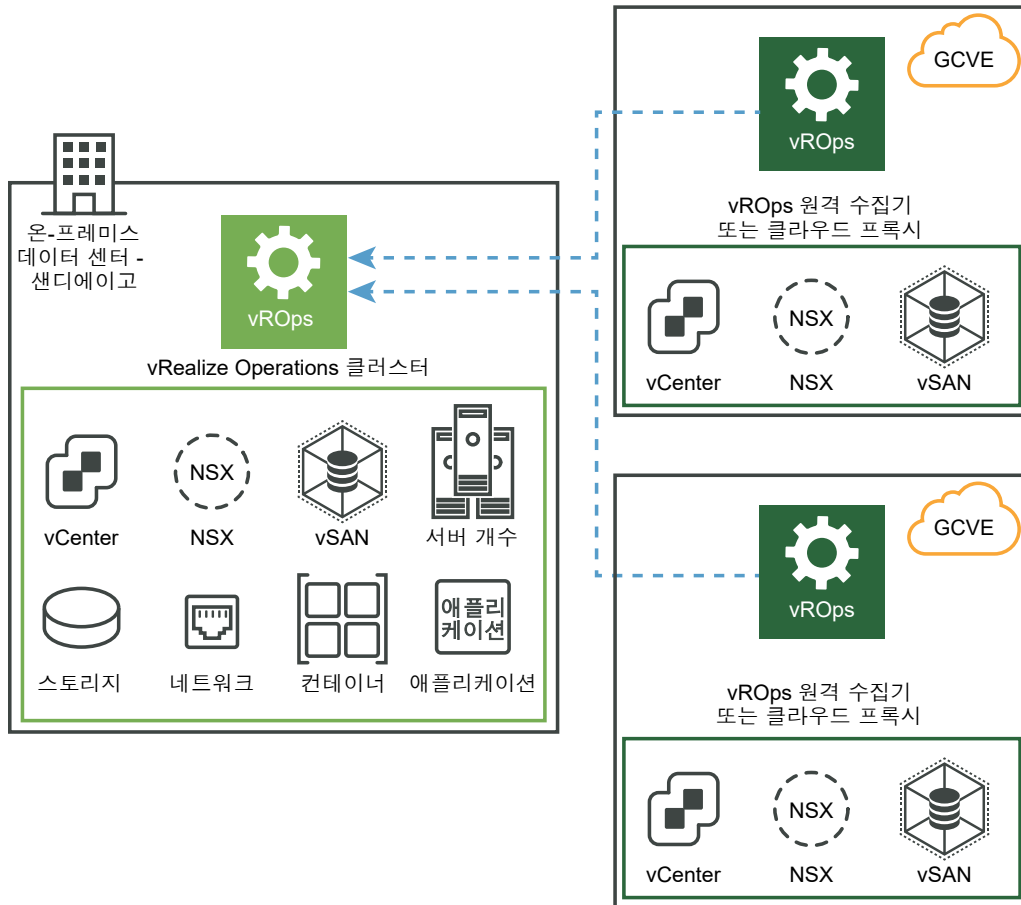 온-프레미스
데이터 센터 -
샌디에이고
vROps
vRealize Operations 클러스터
NSX
vCenter
NSX
vSAN
서버 개수
애플리
케이션
스토리지
네트워크
컨테이너
애플리케이션
GCVE
vROps
vROps 원격 수집기
또는 클라우드 프록시
NSX
vCenter
NSX
vSAN
GCVE
vROps
vROps 원격 수집기
또는 클라우드 프록시
NSX
vCenter
NSX
vSAN